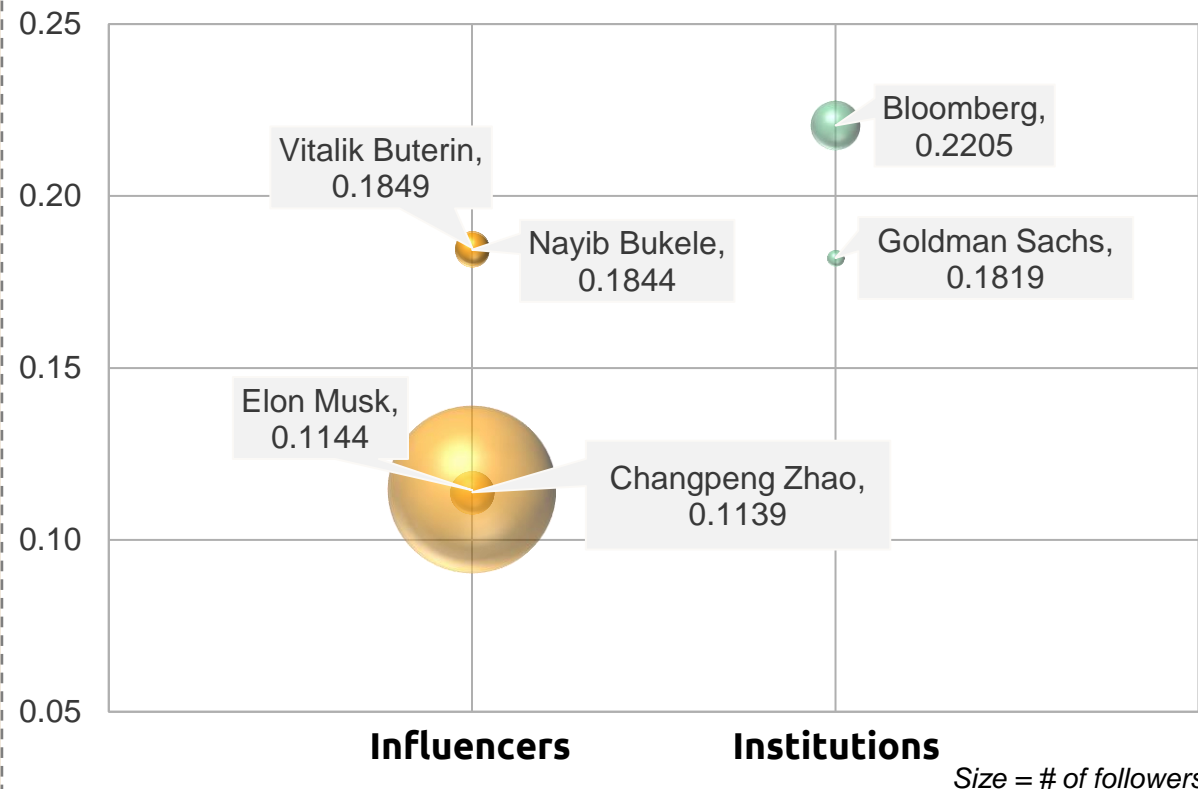 0.25
0.20
0.15
0.10
0.05
Vitalik Buterin,
0.1849
Nayib Bukele,
0.1844
Elon Musk,
0.1144
Changpeng Zhao,
0.1139
Bloomberg,
0.2205
Goldman Sachs,
0.1819
Influencers
Institutions
Size = # of followers